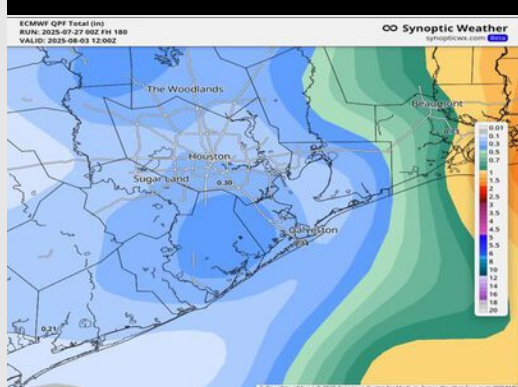 ECMWF QPF Total (in)
RUN: 2025-07-27 00Z FH 180
VALID: 2025-08-03 12:00Z
Synoptic Weather
synopticwx.com Beta
The Woodlands
Beaumont
Houston
Sugar Land
0.30
Galveston
0.21
0.01
0.1
0.3
0.5
0.7
1
1.5
2
2.5
3
3.5
4
4.5
5
5.5
6
8
10
12
14
16
18
20